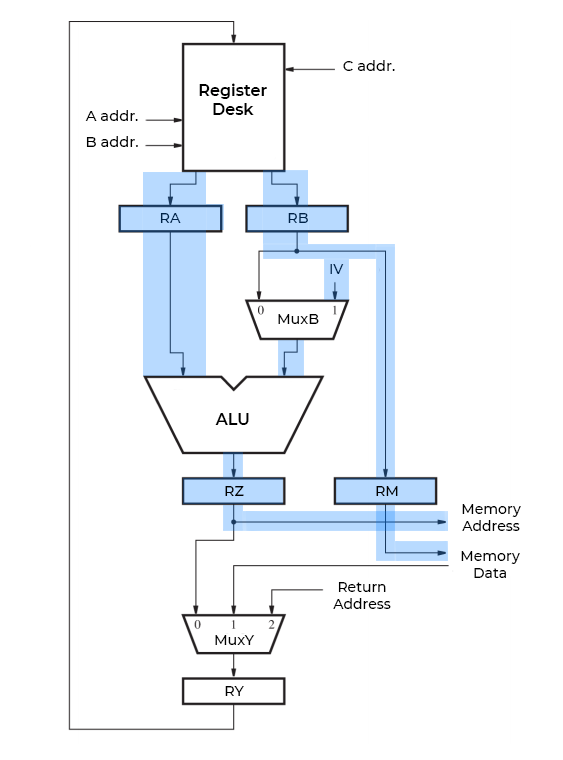 C addr.
Register
Desk
A addr.
B addr.
RA
RB
IV
0
1
MuxB
ALU
RZ
RM
Memory
Address
Memory
Data
Return
Address
0
1
2
MuxY
RY